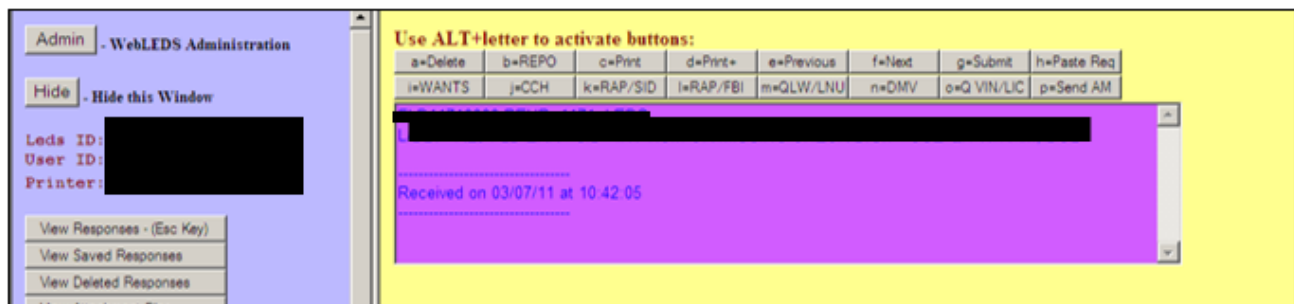 Admin - WebLEDS Administration
Hide - Hide this Window
Leds ID:
User ID:
Printer:
View Responses - (Esc Key)
View Saved Responses
View Deleted Responses
Use ALT+letter to activate buttons:
a=Delete b=REPO c=Print d=Print+ e=Previous f=Next g=Submit h=Paste Req
i=WANTS j=CCH k=RAP/SID l=RAP/FBI m=QLW/LNU n=DMV o=Q VIN/LIC p=Send AM
L
----------------------------------
Received on 03/07/11 at 10:42:05
----------------------------------